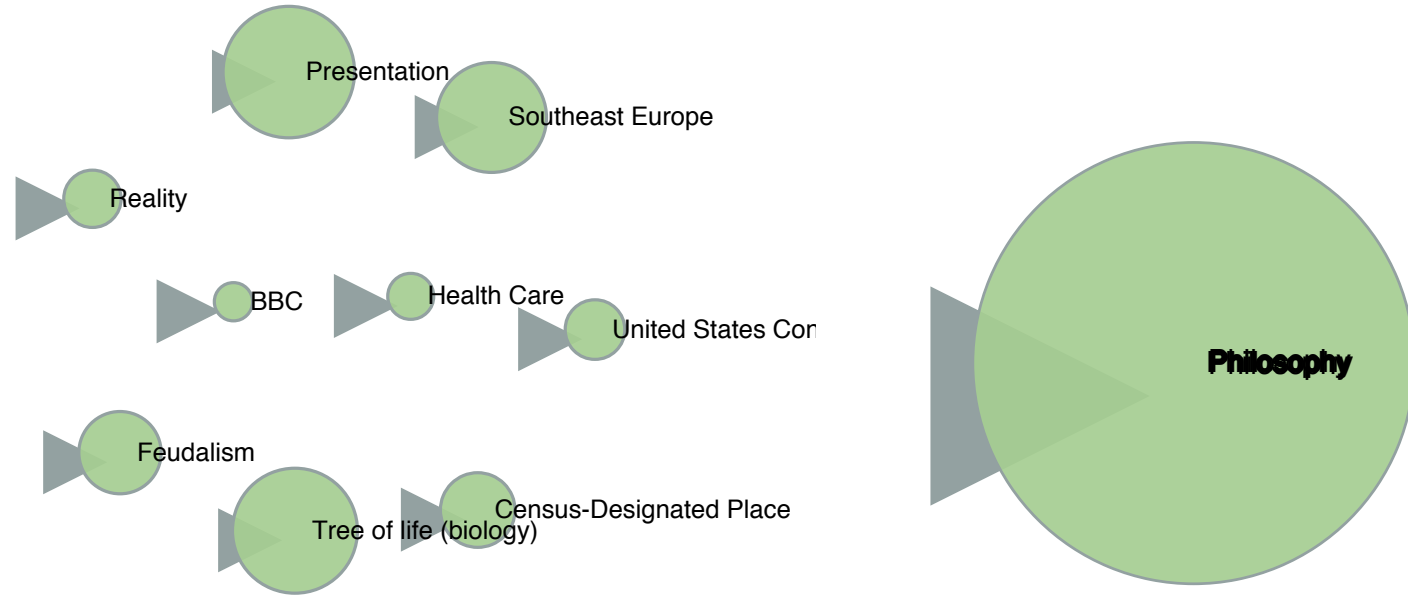 Presentation
Southeast Europe
Reality
BBC
Health Care
United States Con
Philosophy
Feudalism
Census-Designated Place
Tree of life (biology)